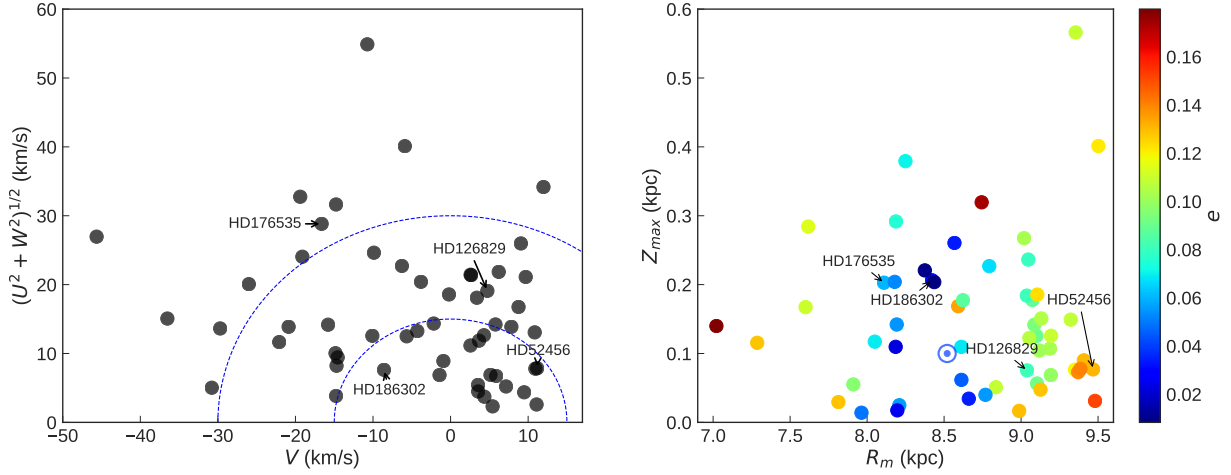 60
50
40
30
20
10
0
(U² + W²)^{1/2} (km/s)
HD176535
HD126829
HD52456
HD186302
−50
−40
−30
−20
−10
0
10
V (km/s)
0.6
0.5
0.4
0.3
0.2
0.1
0.0
Z_{max} (kpc)
HD176535
HD186302
HD52456
HD126829
7.0
7.5
8.0
8.5
9.0
9.5
R_m (kpc)
0.16
0.14
0.12
0.10
0.08
0.06
0.04
0.02
e